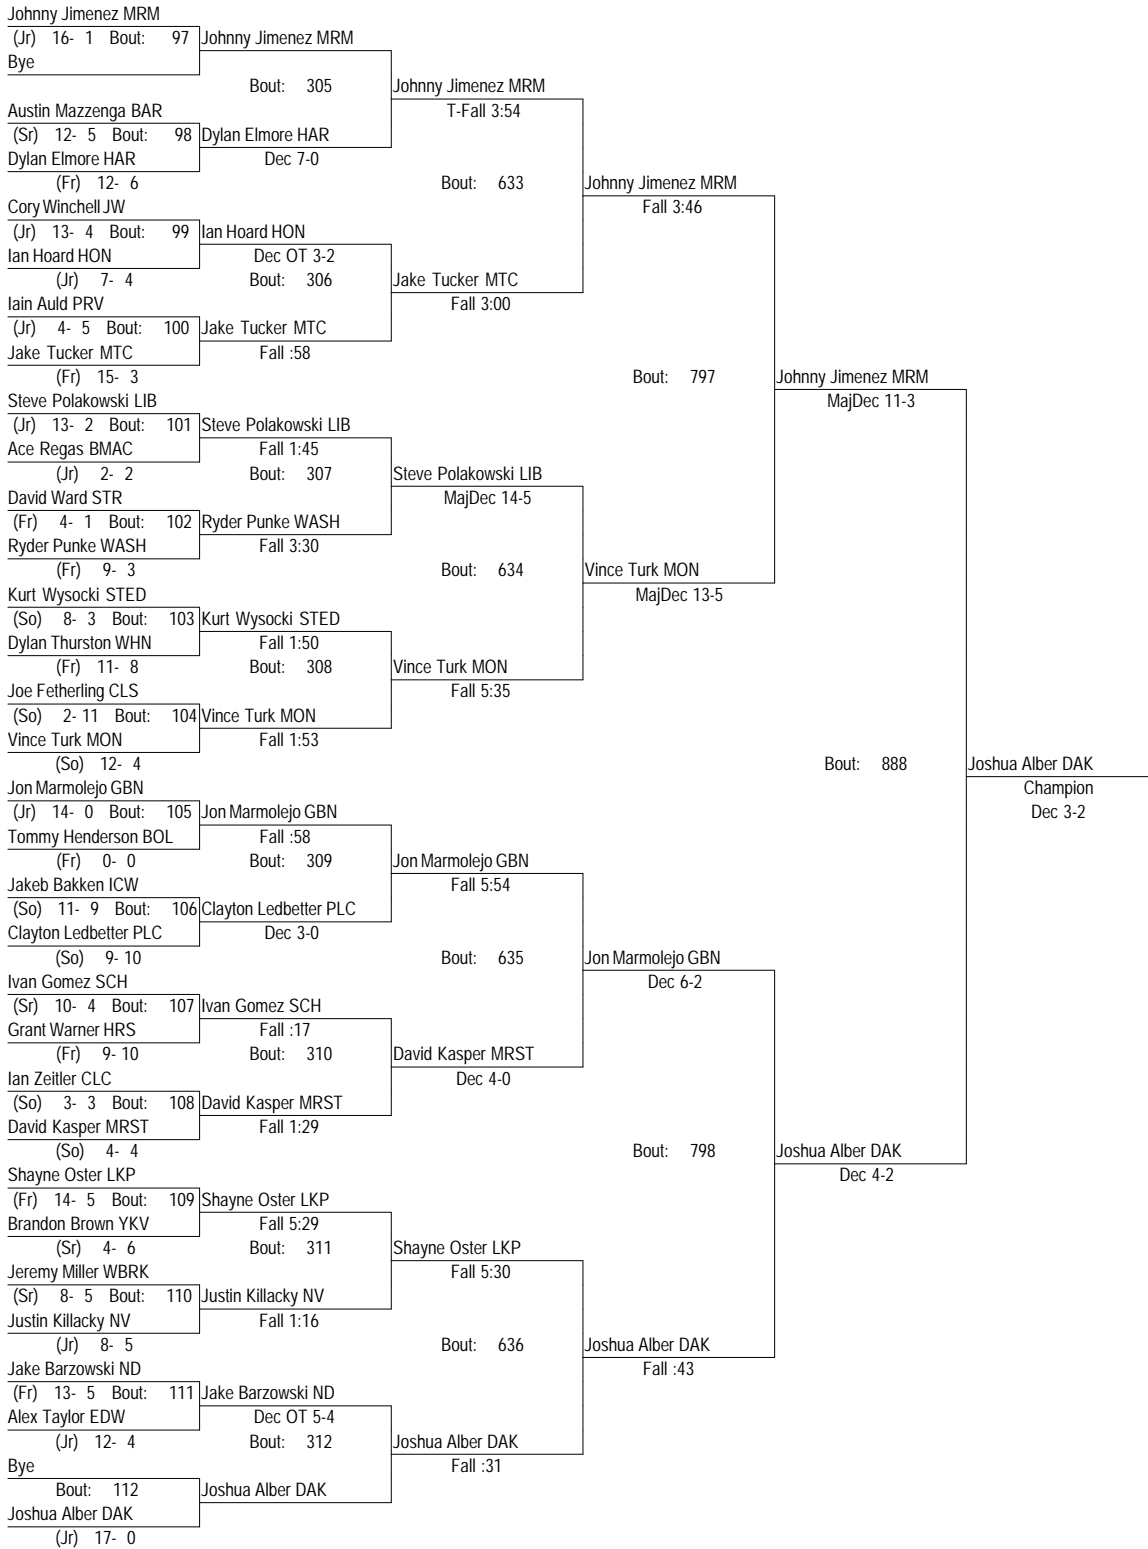 Johnny Jimenez MRM
(Jr) 16- 1 Bout: 97 Johnny Jimenez MRM
Bye
Bout: 305 Johnny Jimenez MRM
Austin Mazzenga BAR T-Fall 3:54
(Sr) 12- 5 Bout: 98 Dylan Elmore HAR
Dylan Elmore HAR Dec 7-0
(Fr) 12- 6 Bout: 633 Johnny Jimenez MRM
Cory Winchell JW Fall 3:46
(Jr) 13- 4 Bout: 99 Ian Hoard HON
Ian Hoard HON Dec OT 3-2
(Jr) 7- 4 Bout: 306 Jake Tucker MTC
Iain Auld PRV Fall 3:00
(Jr) 4- 5 Bout: 100 Jake Tucker MTC
Jake Tucker MTC Fall :58
(Fr) 15- 3 Bout: 797 Johnny Jimenez MRM
Steve Polakowski LIB MajDec 11-3
(Jr) 13- 2 Bout: 101 Steve Polakowski LIB
Ace Regas BMAC Fall 1:45
(Jr) 2- 2 Bout: 307 Steve Polakowski LIB
David Ward STR MajDec 14-5
(Fr) 4- 1 Bout: 102 Ryder Punke WASH
Ryder Punke WASH Fall 3:30
(Fr) 9- 3 Bout: 634 Vince Turk MON
Kurt Wysocki STED MajDec 13-5
(So) 8- 3 Bout: 103 Kurt Wysocki STED
Dylan Thurston WHN Fall 1:50
(Fr) 11- 8 Bout: 308 Vince Turk MON
Joe Fetherling CLS Fall 5:35
(So) 2- 11 Bout: 104 Vince Turk MON
Vince Turk MON Fall 1:53
(So) 12- 4 Bout: 888 Joshua Alber DAK
Jon Marmolejo GBN Champion
(Jr) 14- 0 Bout: 105 Jon Marmolejo GBN Dec 3-2
Tommy Henderson BOL Fall :58
(Fr) 0- 0 Bout: 309 Jon Marmolejo GBN
Jakeb Bakken ICW Fall 5:54
(So) 11- 9 Bout: 106 Clayton Ledbetter PLC
Clayton Ledbetter PLC Dec 3-0
(So) 9- 10 Bout: 635 Jon Marmolejo GBN
Ivan Gomez SCH Dec 6-2
(Sr) 10- 4 Bout: 107 Ivan Gomez SCH
Grant Warner HRS Fall :17
(Fr) 9- 10 Bout: 310 David Kasper MRST
Ian Zeitler CLC Dec 4-0
(So) 3- 3 Bout: 108 David Kasper MRST
David Kasper MRST Fall 1:29
(So) 4- 4 Bout: 798 Joshua Alber DAK
Shayne Oster LKP Dec 4-2
(Fr) 14- 5 Bout: 109 Shayne Oster LKP
Brandon Brown YKV Fall 5:29
(Sr) 4- 6 Bout: 311 Shayne Oster LKP
Jeremy Miller WBRK Fall 5:30
(Sr) 8- 5 Bout: 110 Justin Killacky NV
Justin Killacky NV Fall 1:16
(Jr) 8- 5 Bout: 636 Joshua Alber DAK
Jake Barzowski ND Fall :43
(Fr) 13- 5 Bout: 111 Jake Barzowski ND
Alex Taylor EDW Dec OT 5-4
(Jr) 12- 4 Bout: 312 Joshua Alber DAK
Bye Fall :31
Bout: 112 Joshua Alber DAK
Joshua Alber DAK
(Jr) 17- 0